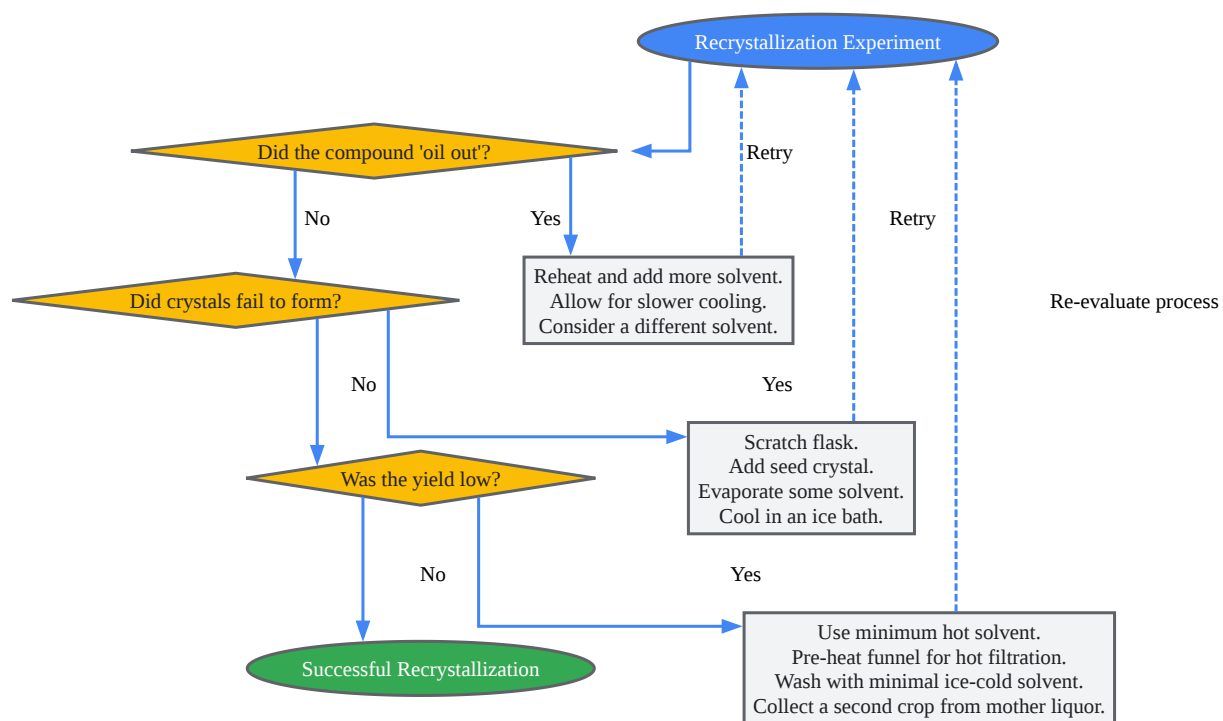 Recrystallization Experiment
Did the compound 'oil out'?
Retry
No
Yes
Retry
Reheat and add more solvent.
Allow for slower cooling.
Consider a different solvent.
Did crystals fail to form?
Re-evaluate process
No
Yes
Scratch flask.
Add seed crystal.
Evaporate some solvent.
Cool in an ice bath.
Was the yield low?
No
Yes
Use minimum hot solvent.
Pre-heat funnel for hot filtration.
Wash with minimal ice-cold solvent.
Collect a second crop from mother liquor.
Successful Recrystallization